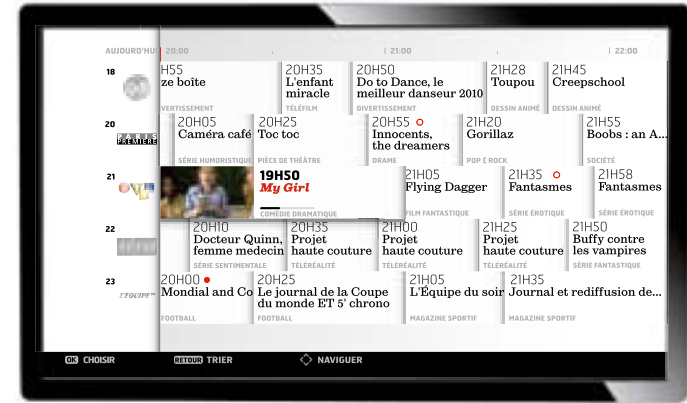 AUJOURD'HUI 20:00 21:00 22:00
18
H55 20H35 20H50 21H28 21H45
ze boîte L'enfant miracle Do to Dance, le meilleur danseur 2010 Toupou Creepschool
VERTISSEMENT TÉLÉFILM DIVERTISSEMENT DESSIN ANIMÉ DESSIN ANIMÉ
20
PARIS PREMIERE
20H05 20H25 20H55 21H20 21H55
Caméra café Toc toc Innocents, the dreamers Gorillaz Boobs : an A...
SÉRIE HUMORISTIQUE PIÈCE DE THÉÂTRE DRAME POP & ROCK SOCIÉTÉ
21
19H50 21H05 21H35 21H58
My Girl Flying Dagger Fantasmes Fantasmes
COMÉDIE DRAMATIQUE FILM FANTASTIQUE SÉRIE ÉROTIQUE SÉRIE ÉROTIQUE
22
20H10 20H35 21H00 21H25 21H50
Docteur Quinn, femme medecin Projet haute couture Projet haute couture Projet haute couture Buffy contre les vampires
SÉRIE SENTIMENTALE TÉLÉRÉALITÉ TÉLÉRÉALITÉ TÉLÉRÉALITÉ SÉRIE FANTASTIQUE
23
L'EQUIPE
20H00 20H25 21H05 21H35
Mondial and Co Le journal de la Coupe du monde ET 5' chrono L'Équipe du soir Journal et rediffusion de...
FOOTBALL FOOTBALL MAGAZINE SPORTIF MAGAZINE SPORTIF
OK CHOISIR RETOUR TRIER NAVIGUER